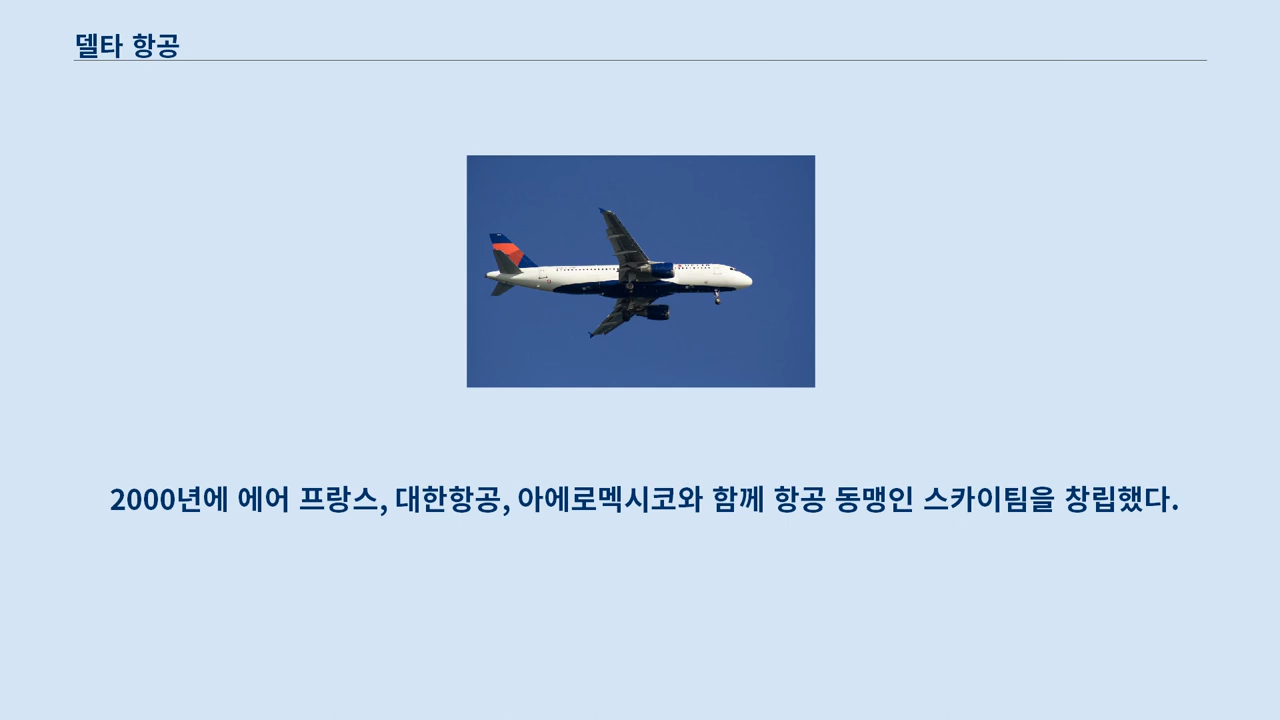 델타 항공
2000년에 에어 프랑스, 대한항공, 아에로멕시코와 함께 항공 동맹인 스카이팀을 창립했다.